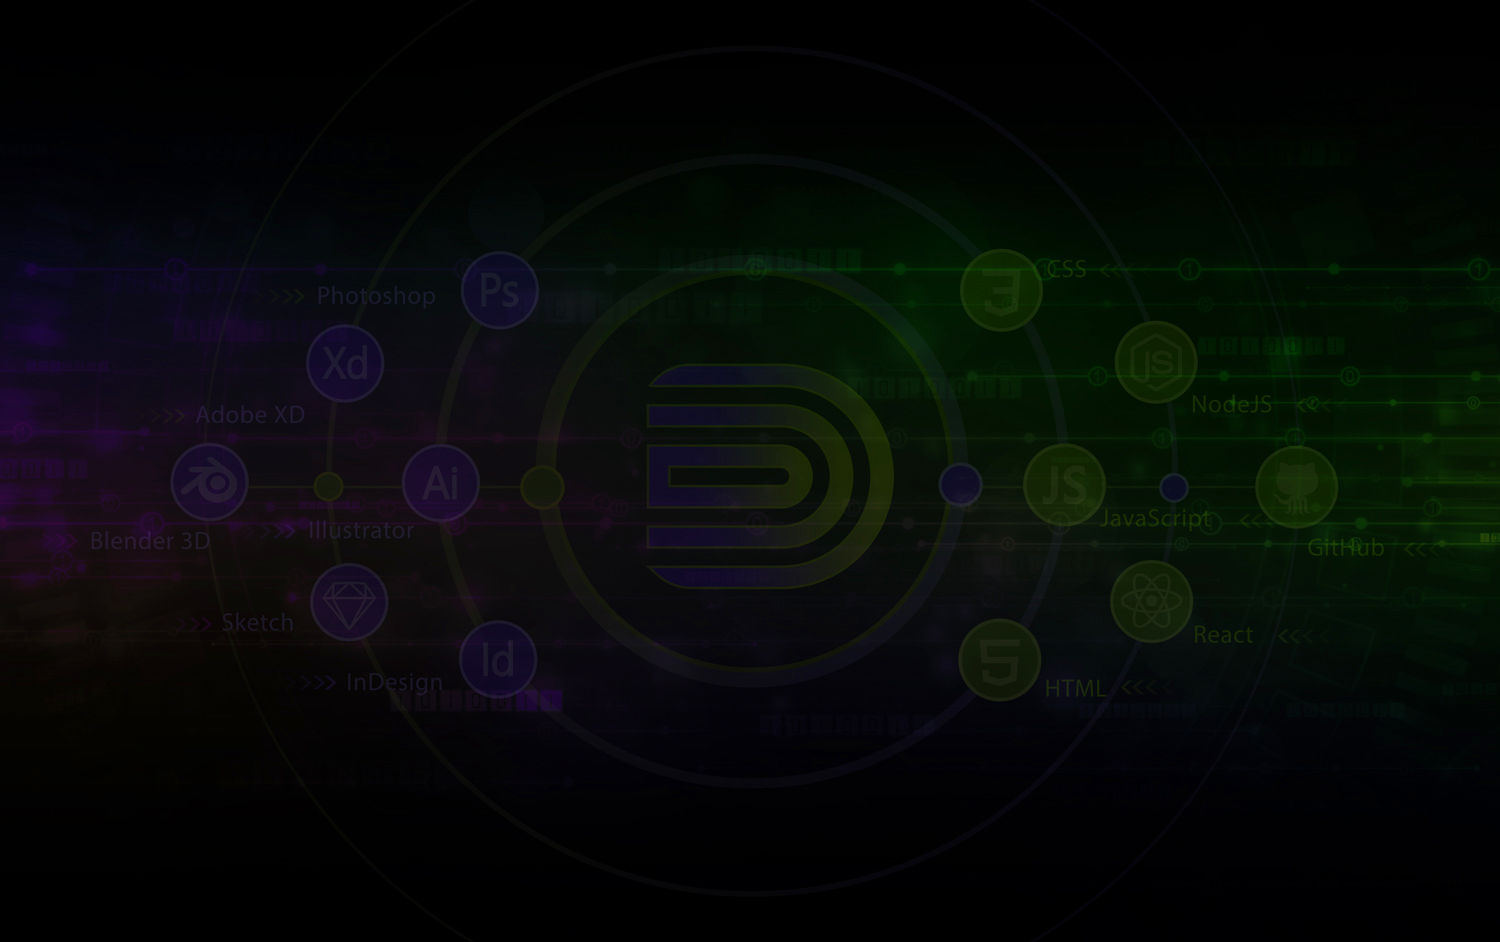 CSS
Ps
Photoshop
Xd
JS
NodeJS
Adobe XD
Ai
JS
JavaScript
Illustrator
Blender 3D
GitHub
Sketch
React
Id
InDesign
HTML